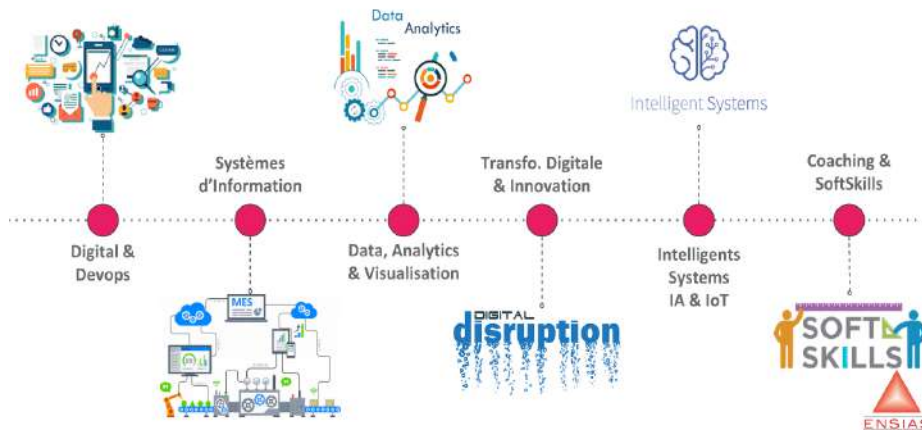 Data
Analytics
Intelligent Systems
Systèmes
d'Information
Transfo. Digitale
& Innovation
Coaching &
SoftSkills
Digital &
Devops
Data, Analytics
& Visualisation
Intelligents
Systems
IA & IoT
MES
DIGITAL
disruption
SOFT
SKILLS
ENSIAS